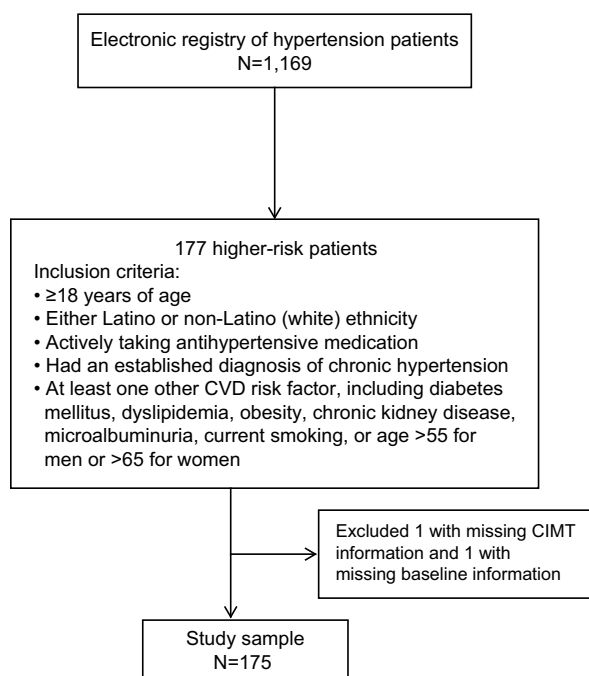 Electronic registry of hypertension patients
N=1,169
177 higher-risk patients
Inclusion criteria:
• ≥18 years of age
• Either Latino or non-Latino (white) ethnicity
• Actively taking antihypertensive medication
• Had an established diagnosis of chronic hypertension
• At least one other CVD risk factor, including diabetes
mellitus, dyslipidemia, obesity, chronic kidney disease,
microalbuminuria, current smoking, or age >55 for
men or >65 for women
Excluded 1 with missing CIMT
information and 1 with
missing baseline information
Study sample
N=175